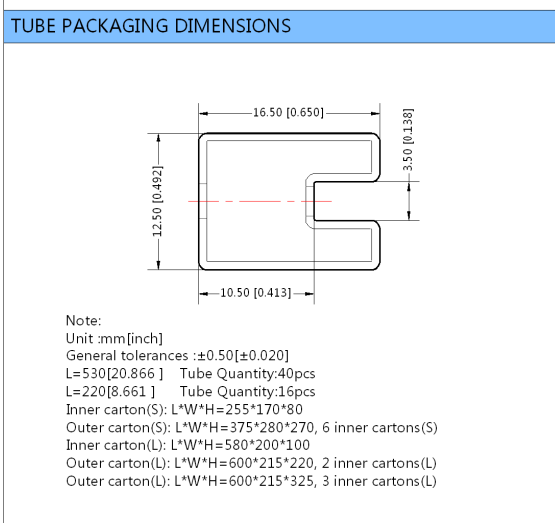 TUBE PACKAGING DIMENSIONS
16.50 [0.650]
3.50 [0.138]
12.50 [0.492]
10.50 [0.413]
Note:
Unit :mm[inch]
General tolerances :±0.50[±0.020]
L=530[20.866 ] Tube Quantity:40pcs
L=220[8.661 ] Tube Quantity:16pcs
Inner carton(S): L*W*H=255*170*80
Outer carton(S): L*W*H=375*280*270, 6 inner cartons(S)
Inner carton(L): L*W*H=580*200*100
Outer carton(L): L*W*H=600*215*220, 2 inner cartons(L)
Outer carton(L): L*W*H=600*215*325, 3 inner cartons(L)